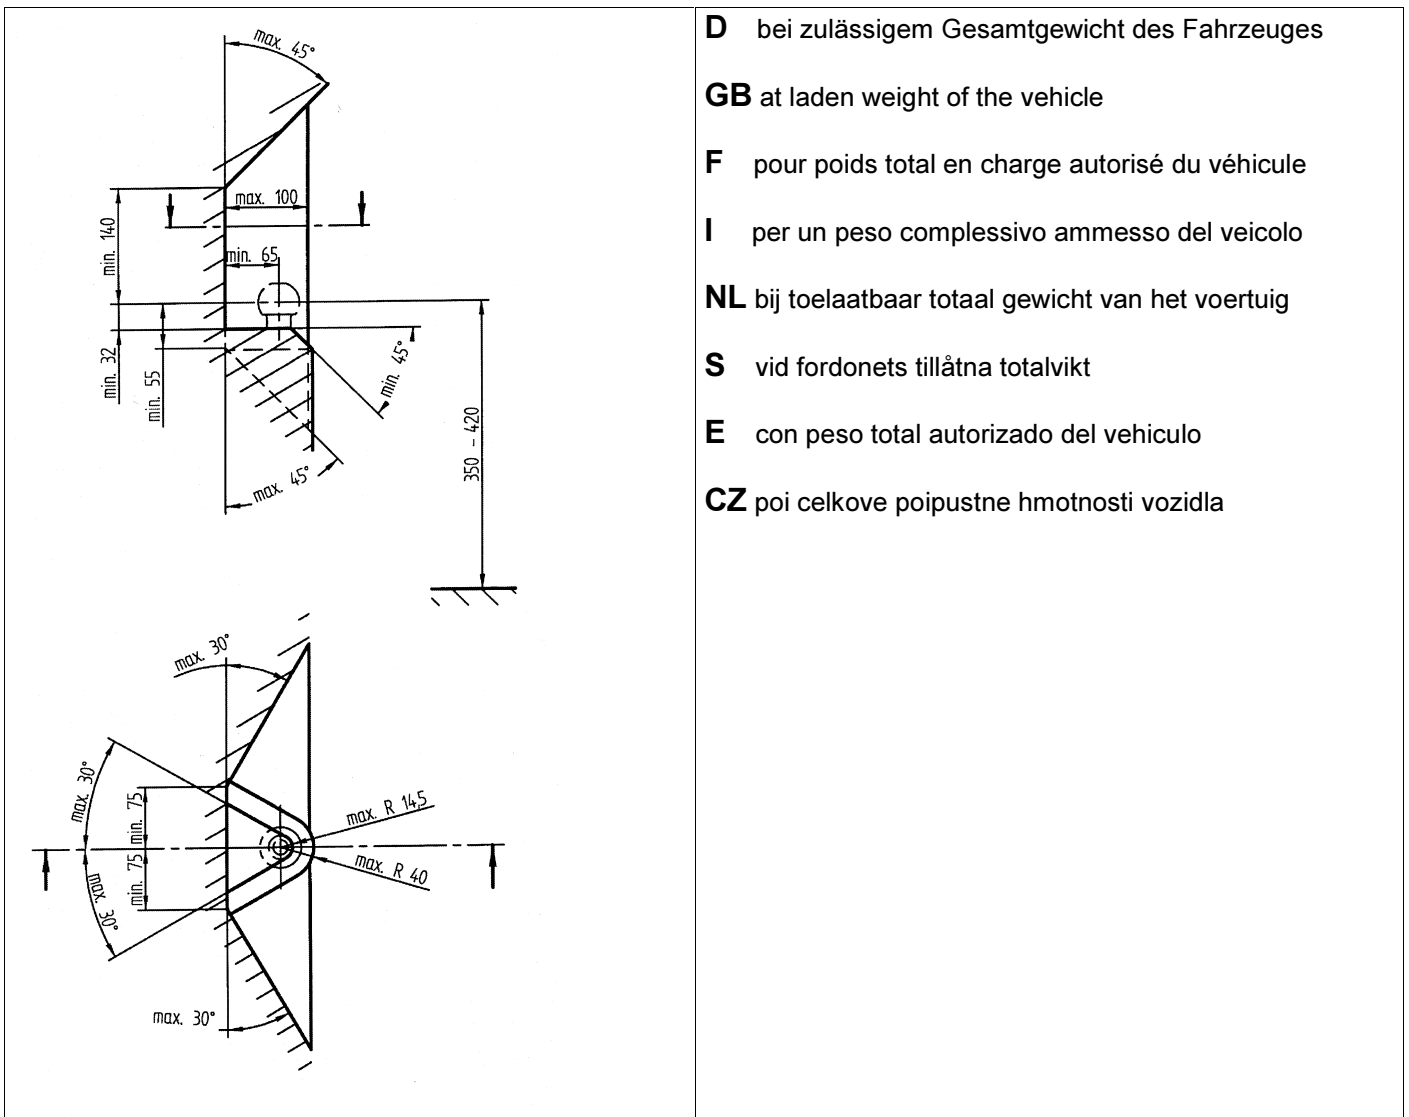 max. 45°
max. 100
min. 140
min. 65
min. 32
min. 55
min. 45°
max. 45°
350 - 420
max. 30°
max. 30°
min. 75
max. R 14,5
min. 75
max. R 40
max. 30°
max. 30°
D bei zulässigem Gesamtgewicht des Fahrzeuges
GB at laden weight of the vehicle
F pour poids total en charge autorisé du véhicule
I per un peso complessivo ammesso del veicolo
NL bij toelaatbaar totaal gewicht van het voertuig
S vid fordonets tillåtna totalvikt
E con peso total autorizado del vehiculo
CZ poi celkove poipustne hmotnosti vozidla